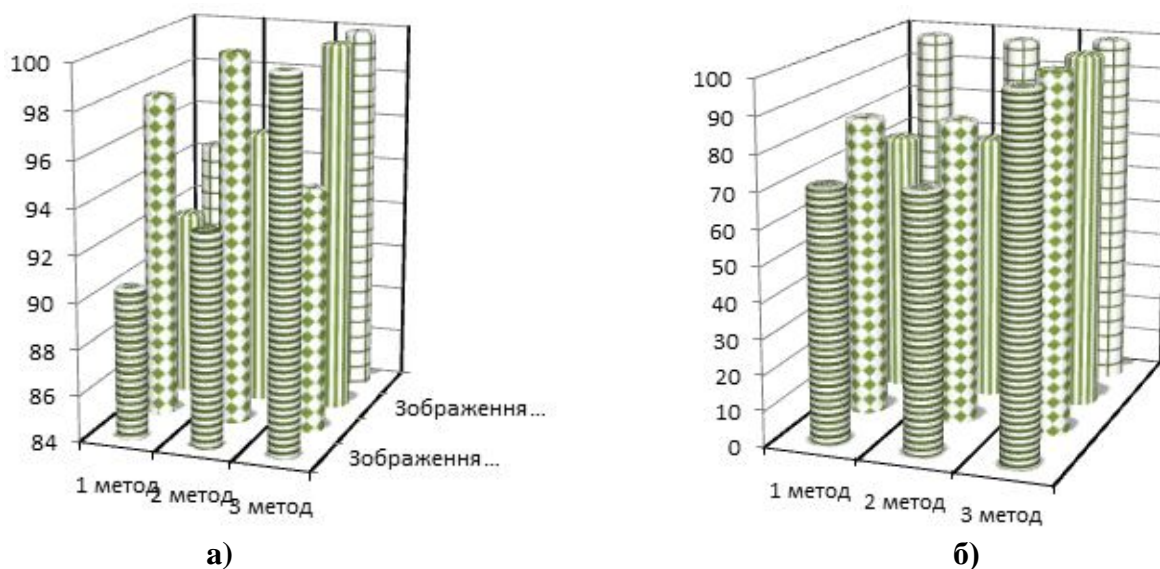 100
98
96
94
92
90
88
86
84
1 метод
2 метод
3 метод
Зображення...
Зображення...
а)
100
90
80
70
60
50
40
30
20
10
0
1 метод
2 метод
3 метод
б)